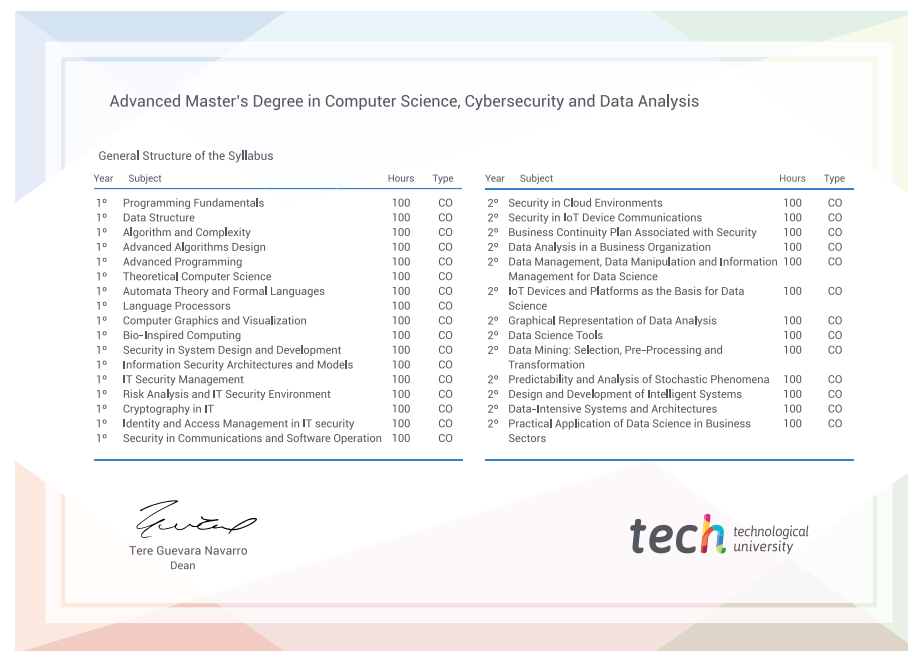 Advanced Master's Degree in Computer Science, Cybersecurity and Data Analysis
General Structure of the Syllabus
Year Subject Hours Type
1º Programming Fundamentals 100 CO
1º Data Structure 100 CO
1º Algorithm and Complexity 100 CO
1º Advanced Algorithms Design 100 CO
1º Advanced Programming 100 CO
1º Theoretical Computer Science 100 CO
1º Automata Theory and Formal Languages 100 CO
1º Language Processors 100 CO
1º Computer Graphics and Visualization 100 CO
1º Bio-Inspired Computing 100 CO
1º Security in System Design and Development 100 CO
1º Information Security Architectures and Models 100 CO
1º IT Security Management 100 CO
1º Risk Analysis and IT Security Environment 100 CO
1º Cryptography in IT 100 CO
1º Identity and Access Management in IT security 100 CO
1º Security in Communications and Software Operation 100 CO
Year Subject Hours Type
2º Security in Cloud Environments 100 CO
2º Security in IoT Device Communications 100 CO
2º Business Continuity Plan Associated with Security 100 CO
2º Data Analysis in a Business Organization 100 CO
2º Data Management, Data Manipulation and Information 100 CO
Management for Data Science
2º IoT Devices and Platforms as the Basis for Data 100 CO
Science
2º Graphical Representation of Data Analysis 100 CO
2º Data Science Tools 100 CO
2º Data Mining: Selection, Pre-Processing and 100 CO
Transformation
2º Predictability and Analysis of Stochastic Phenomena 100 CO
2º Design and Development of Intelligent Systems 100 CO
2º Data-Intensive Systems and Architectures 100 CO
2º Practical Application of Data Science in Business 100 CO
Sectors
Tere Guevara Navarro
Dean
tech technological
university